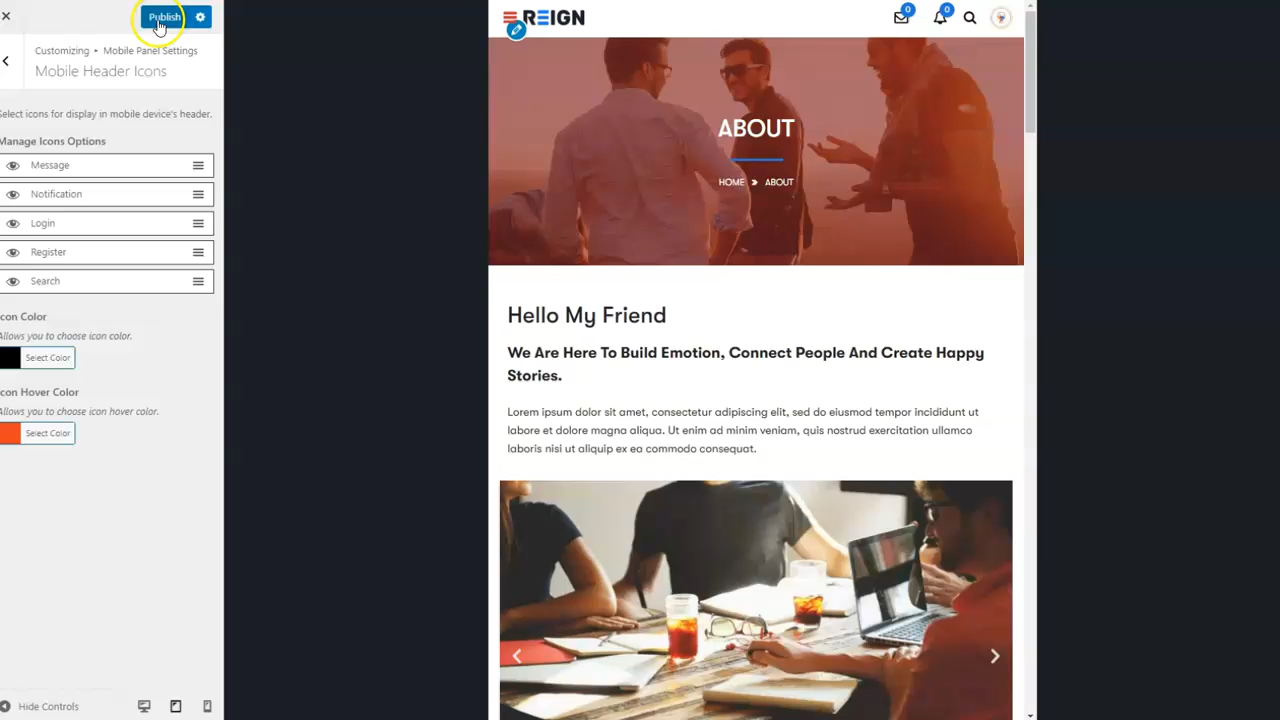 Publish
Customizing • Mobile Panel Settings
Mobile Header Icons
Select icons for display in mobile device's header.
Manage Icons Options
Message
Notification
Login
Register
Search
con Color
Allows you to choose icon color.
Select Color
con Hover Color
Allows you to choose icon hover color.
Select Color
Hide Controls
REIGN
0
0
ABOUT
HOME » ABOUT
Hello My Friend
We Are Here To Build Emotion, Connect People And Create Happy
Stories.
Lorem ipsum dolor sit amet, consectetur adipiscing elit, sed do eiusmod tempor incididunt ut
labore et dolore magna aliqua. Ut enim ad minim veniam, quis nostrud exercitation ullamco
laboris nisi ut aliquip ex ea commodo consequat.